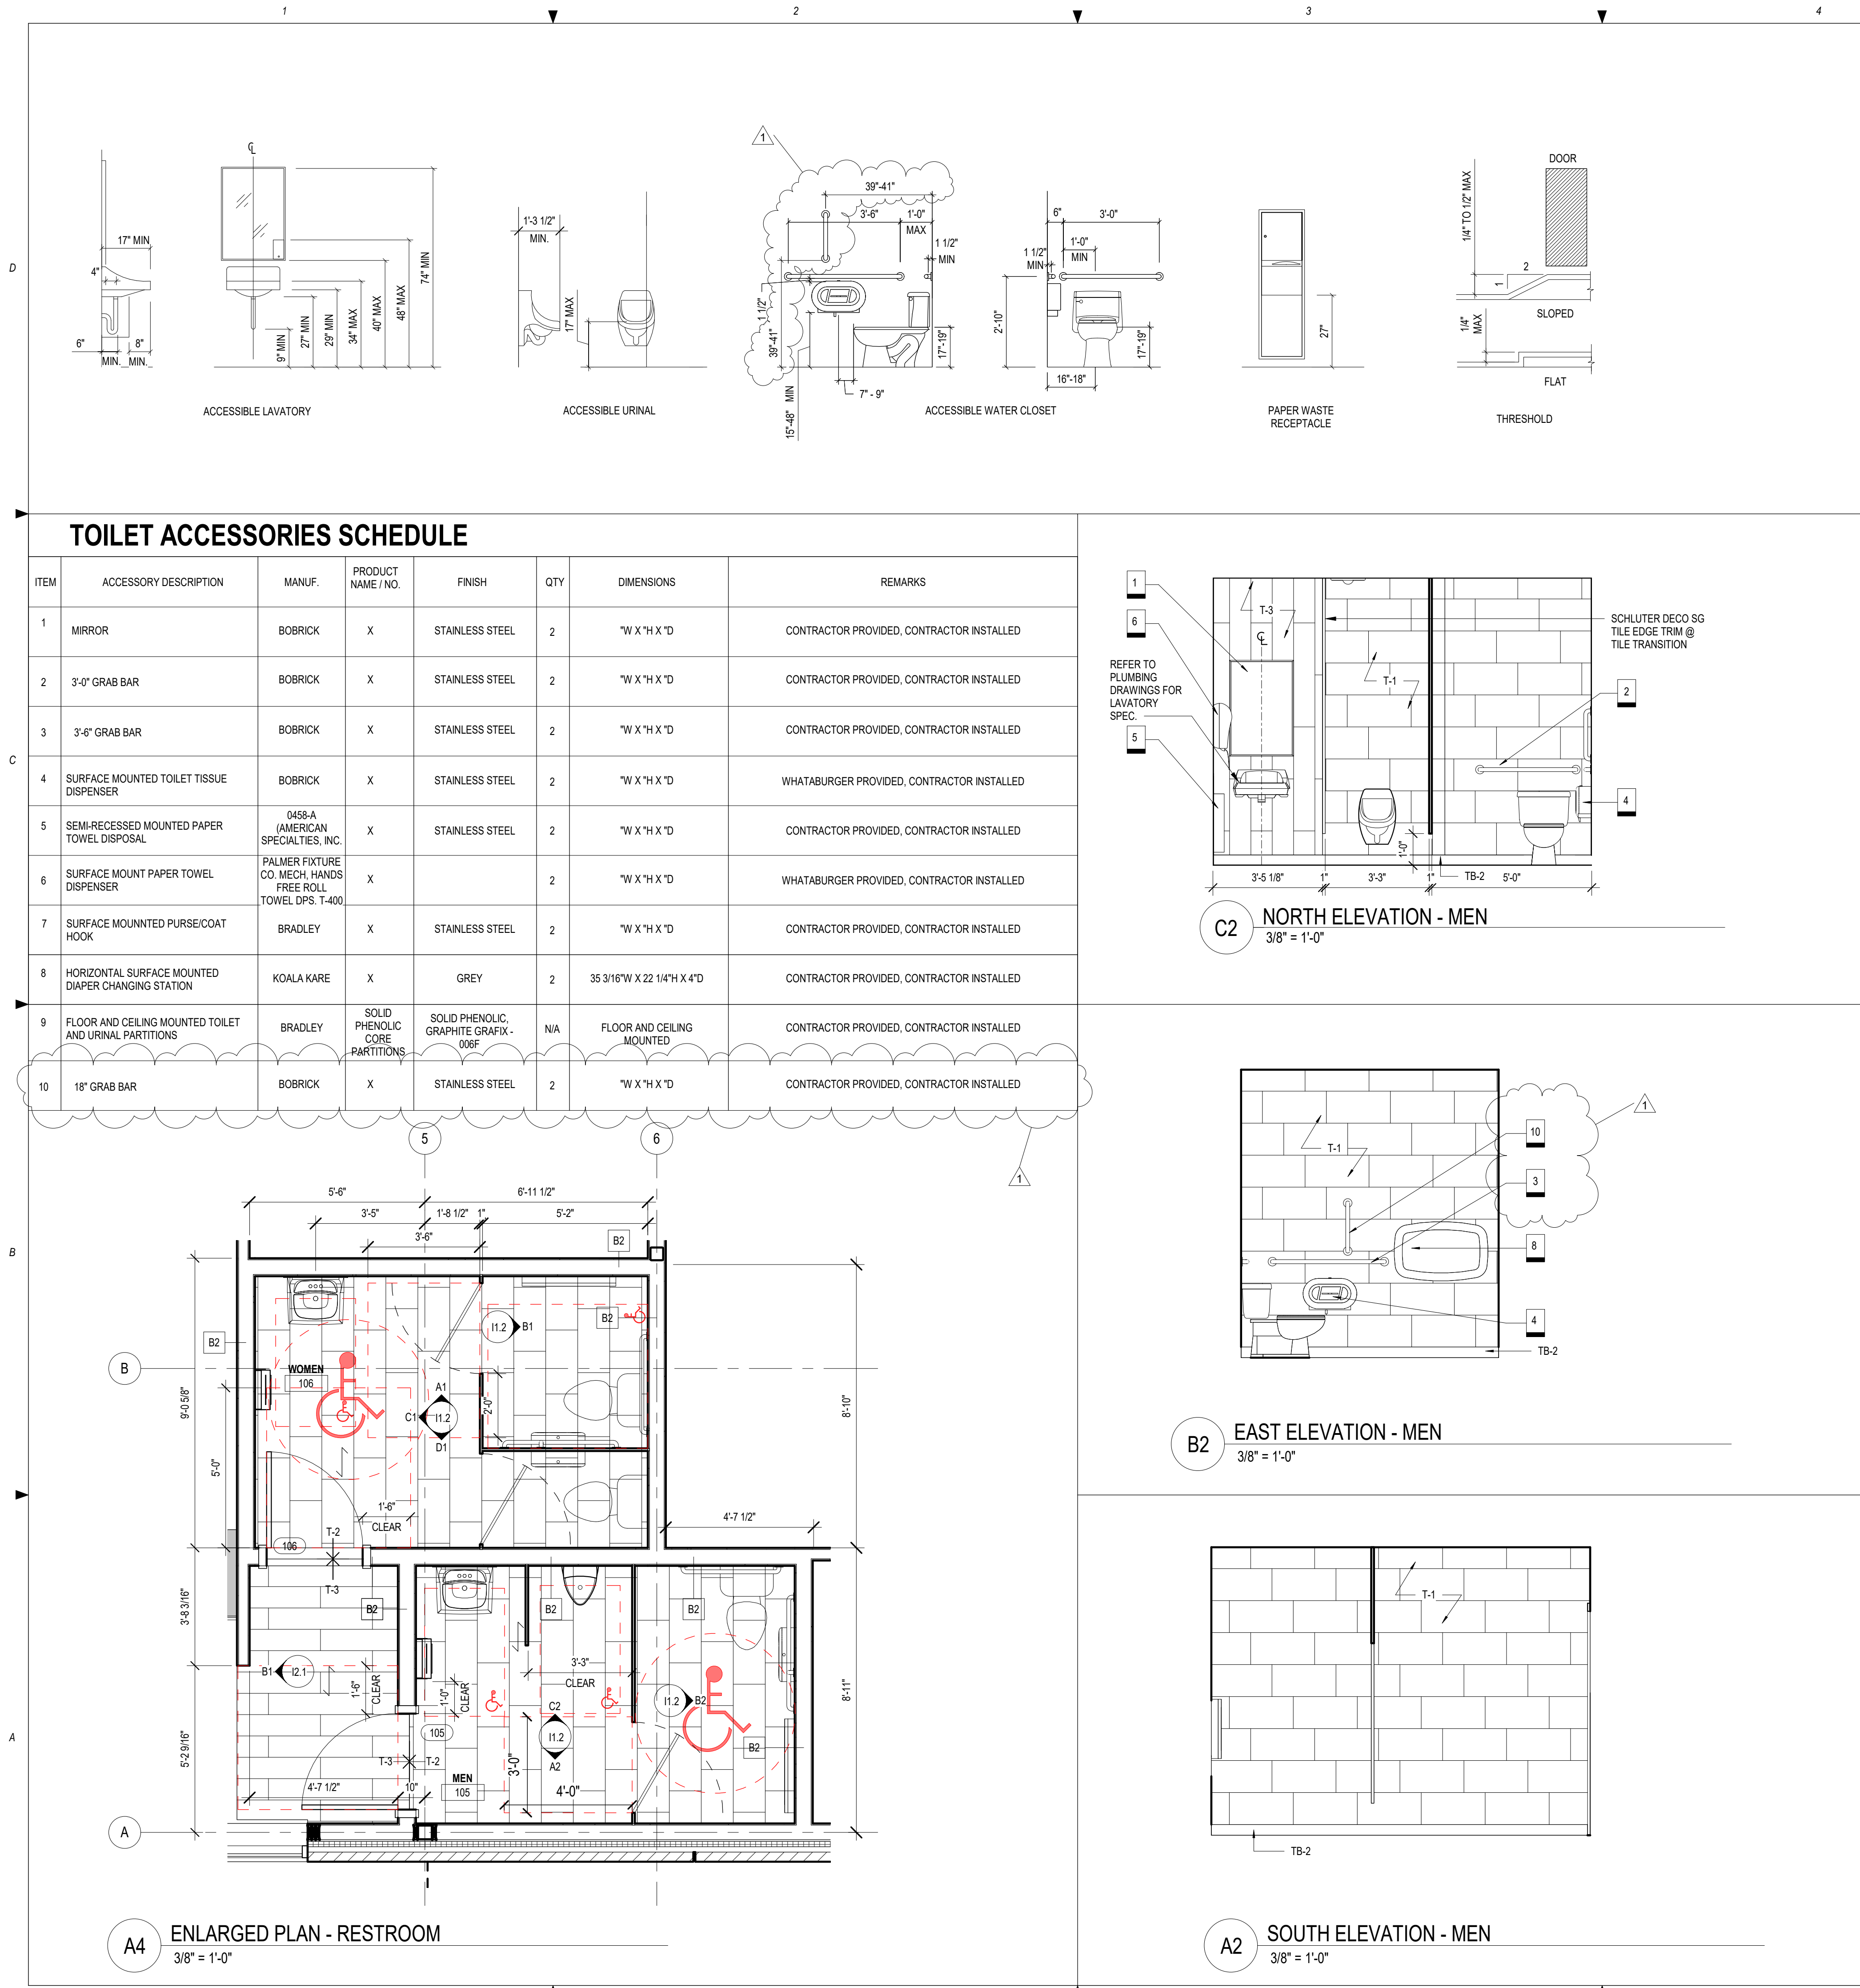 1
2
3
4
D
C
B
A
1
17" MIN
4"
6"
MIN.
8"
MIN.
CL
9" MIN
27" MIN
29" MIN
34" MAX
40" MAX
48" MAX
74" MIN
ACCESSIBLE LAVATORY
1'-3 1/2"
MIN.
17" MAX
ACCESSIBLE URINAL
39"-41"
3'-6"
1'-0"
MAX
1 1/2"
MIN
1 1/2"
39"-41"
15"-48" MIN
7" - 9"
17"-19"
6"
3'-0"
1'-0"
MIN
1 1/2"
MIN
2'-10"
17"-19"
16"-18"
ACCESSIBLE WATER CLOSET
27"
PAPER WASTE
RECEPTACLE
DOOR
1/4" TO 1/2" MAX
2
1
SLOPED
1/4"
MAX
FLAT
THRESHOLD
TOILET ACCESSORIES SCHEDULE
ITEM ACCESSORY DESCRIPTION MANUF. PRODUCT NAME / NO. FINISH QTY DIMENSIONS REMARKS
1 MIRROR BOBRICK X STAINLESS STEEL 2 "W X "H X "D CONTRACTOR PROVIDED, CONTRACTOR INSTALLED
2 3'-0" GRAB BAR BOBRICK X STAINLESS STEEL 2 "W X "H X "D CONTRACTOR PROVIDED, CONTRACTOR INSTALLED
3 3'-6" GRAB BAR BOBRICK X STAINLESS STEEL 2 "W X "H X "D CONTRACTOR PROVIDED, CONTRACTOR INSTALLED
4 SURFACE MOUNTED TOILET TISSUE DISPENSER BOBRICK X STAINLESS STEEL 2 "W X "H X "D WHATABURGER PROVIDED, CONTRACTOR INSTALLED
5 SEMI-RECESSED MOUNTED PAPER TOWEL DISPOSAL 0458-A (AMERICAN SPECIALTIES, INC. X STAINLESS STEEL 2 "W X "H X "D CONTRACTOR PROVIDED, CONTRACTOR INSTALLED
6 SURFACE MOUNT PAPER TOWEL DISPENSER PALMER FIXTURE CO. MECH, HANDS FREE ROLL TOWEL DPS. T-400 X 2 "W X "H X "D WHATABURGER PROVIDED, CONTRACTOR INSTALLED
7 SURFACE MOUNNTED PURSE/COAT HOOK BRADLEY X STAINLESS STEEL 2 "W X "H X "D CONTRACTOR PROVIDED, CONTRACTOR INSTALLED
8 HORIZONTAL SURFACE MOUNTED DIAPER CHANGING STATION KOALA KARE X GREY 2 35 3/16"W X 22 1/4"H X 4"D CONTRACTOR PROVIDED, CONTRACTOR INSTALLED
9 FLOOR AND CEILING MOUNTED TOILET AND URINAL PARTITIONS BRADLEY SOLID PHENOLIC CORE PARTITIONS SOLID PHENOLIC, GRAPHITE GRAFIX - 006F N/A FLOOR AND CEILING MOUNTED CONTRACTOR PROVIDED, CONTRACTOR INSTALLED
10 18" GRAB BAR BOBRICK X STAINLESS STEEL 2 "W X "H X "D CONTRACTOR PROVIDED, CONTRACTOR INSTALLED
1
1
6
REFER TO
PLUMBING
DRAWINGS FOR
LAVATORY
SPEC.
5
T-3
CL
T-1
SCHLUTER DECO SG
TILE EDGE TRIM @
TILE TRANSITION
2
4
1'-0"
3'-5 1/8"
1"
3'-3"
1"
TB-2
5'-0"
C2 NORTH ELEVATION - MEN
3/8" = 1'-0"
1
T-1
10
3
8
4
TB-2
B2 EAST ELEVATION - MEN
3/8" = 1'-0"
T-1
TB-2
A2 SOUTH ELEVATION - MEN
3/8" = 1'-0"
5
6
5'-6"
6'-11 1/2"
3'-5"
1'-8 1/2"
1"
5'-2"
3'-6"
B2
B2
B2
I1.2 B1
B
WOMEN
106
A1
C1 I1.2
D1
2'-0"
9'-0 5/8"
8'-10"
5'-0"
1'-6"
CLEAR
4'-7 1/2"
T-2
106
T-3
B2
B2
B2
3'-8 3/16"
B1 I2.1
1'-6"
CLEAR
1'-0"
CLEAR
3'-3"
CLEAR
I1.2 B2
C2
I1.2
A2
8'-11"
105
5'-2 9/16"
T-3
T-2
3'-0"
B2
MEN
105
4'-7 1/2"
10"
4'-0"
A
A4 ENLARGED PLAN - RESTROOM
3/8" = 1'-0"